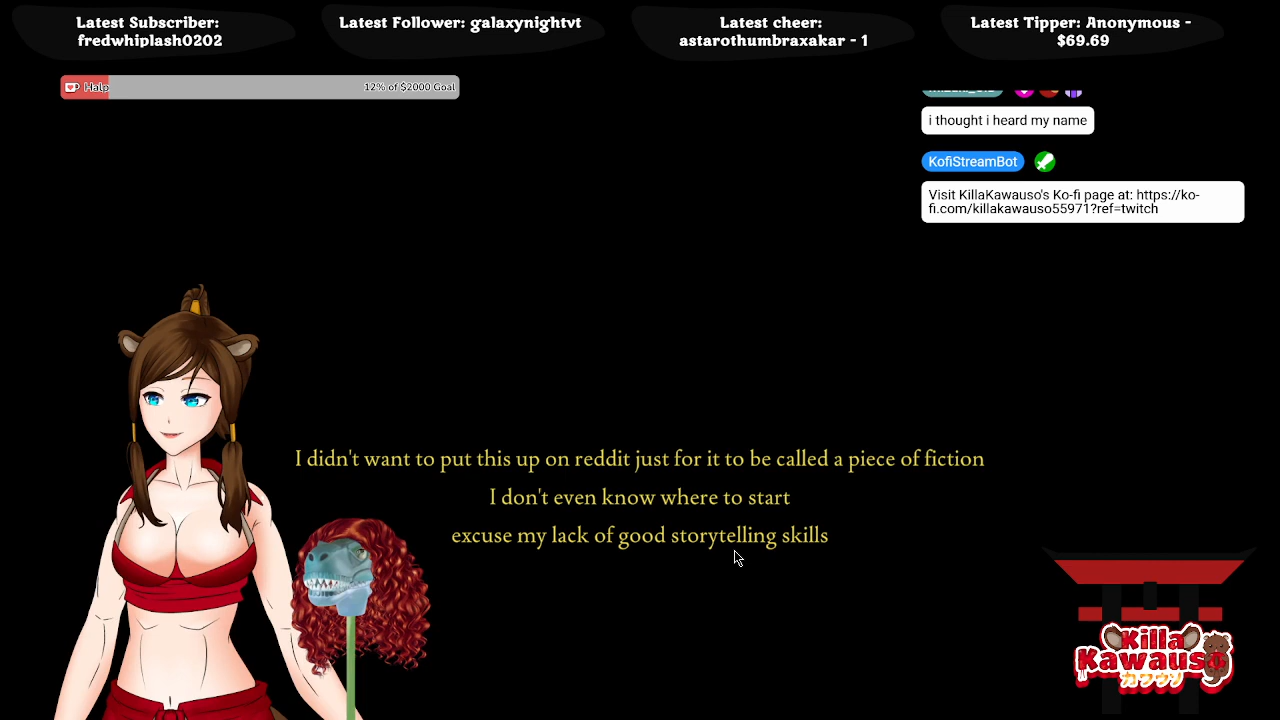 Latest Subscriber:
fredwhiplash0202
Latest Follower: galaxynightvt
Latest cheer:
astarothumbraxakar - 1
Latest Tipper: Anonymous -
$69.69
Halo
12% of $2000 Goal
i thought i heard my name
KofiStreamBot
Visit KillaKawauso's Ko-fi page at: https://ko-
fi.com/killakawauso55971?ref=twitch
I didn't want to put this up on reddit just for it to be called a piece of fiction
I don't even know where to start
excuse my lack of good storytelling skills
Killa
Kawauso
カワウソ